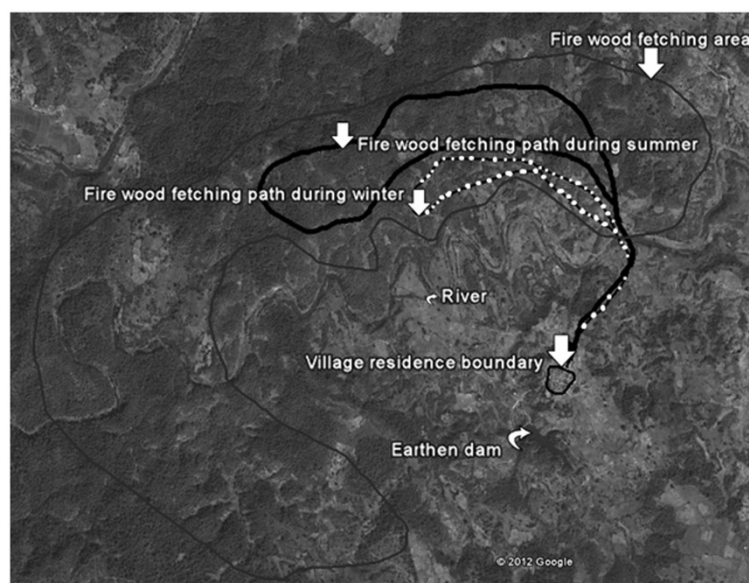 Fire wood fetching area
Fire wood fetching path during summer
Fire wood fetching path during winter
River
Village residence boundary
Earthen dam
© 2012 Google